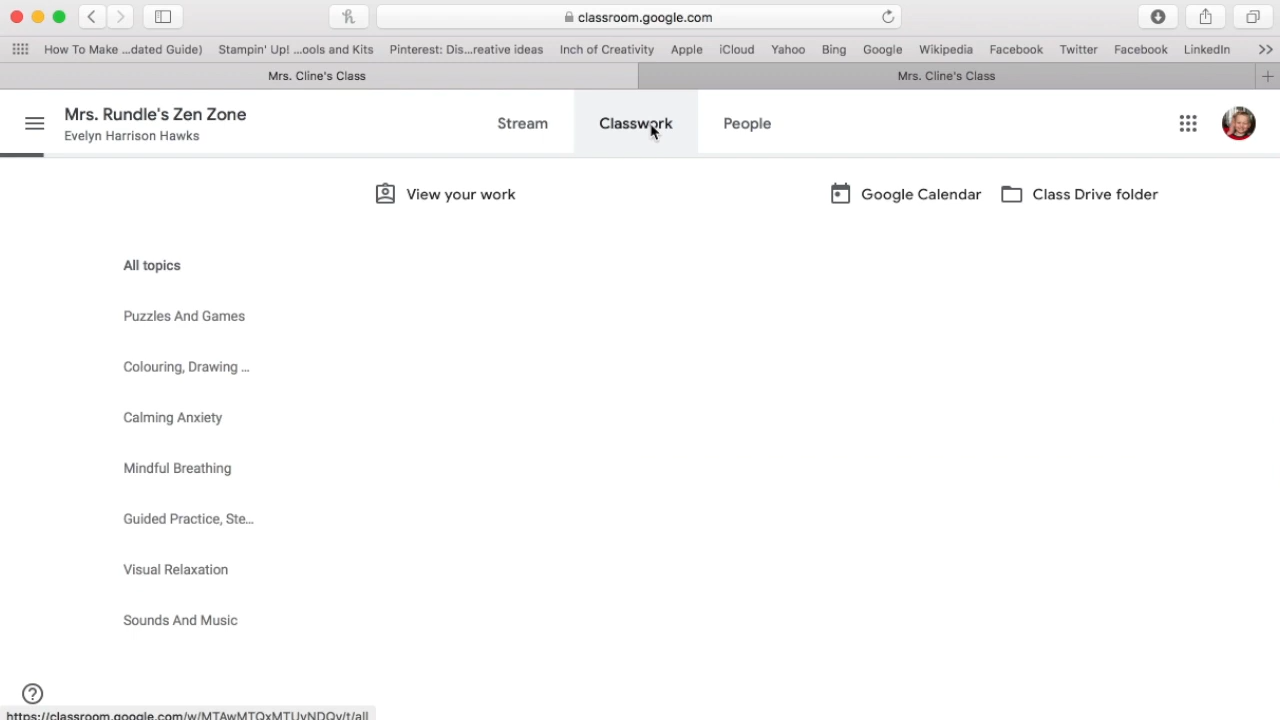 classroom.google.com
How To Make ...dated Guide) Stampin' Up! ...ools and Kits Pinterest: Dis...reative ideas Inch of Creativity Apple iCloud Yahoo Bing Google Wikipedia Facebook Twitter Facebook LinkedIn
Mrs. Cline's Class Mrs. Cline's Class
Mrs. Rundle's Zen Zone
Evelyn Harrison Hawks
Stream Classwork People
View your work Google Calendar Class Drive folder
All topics
Puzzles And Games
Colouring, Drawing ...
Calming Anxiety
Mindful Breathing
Guided Practice, Ste...
Visual Relaxation
Sounds And Music